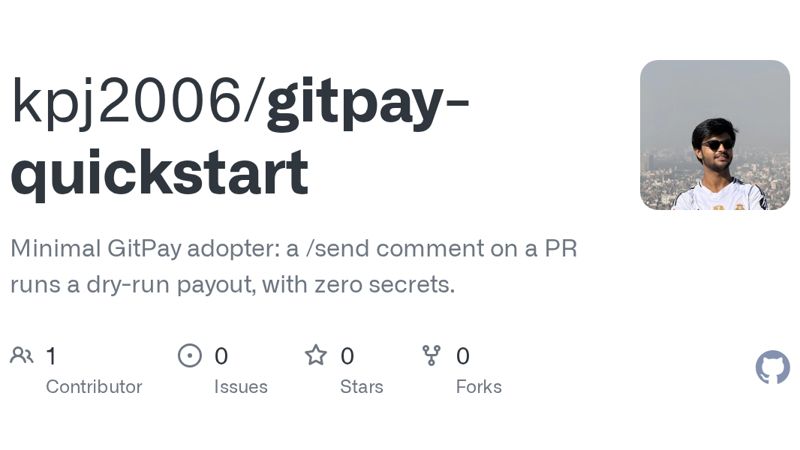 kpj2006/gitpay-
quickstart
Minimal GitPay adopter: a /send comment on a PR
runs a dry-run payout, with zero secrets.
1 0 0 0
Contributor Issues Stars Forks